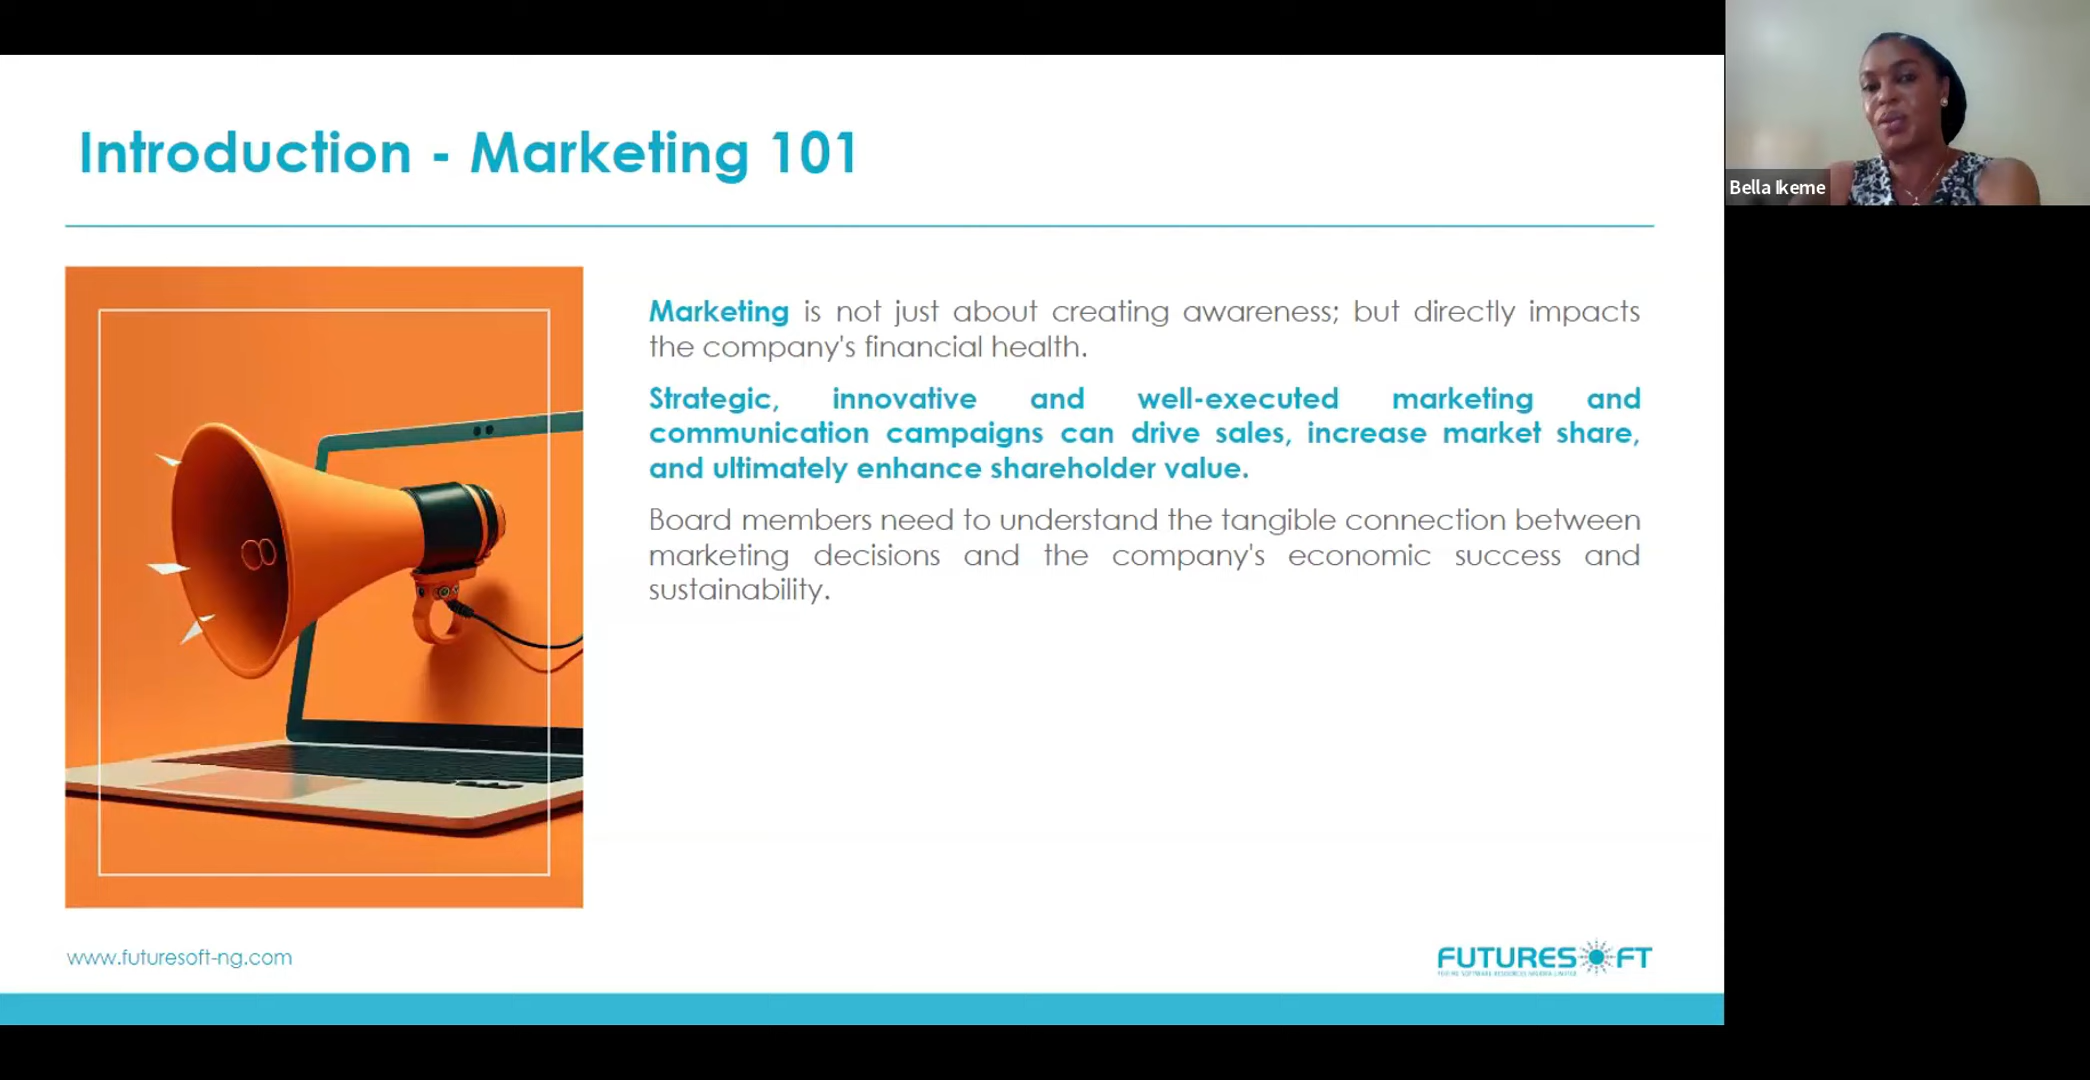 Introduction - Marketing 101
Bella Ikeme
Marketing is not just about creating awareness; but directly impacts
the company's financial health.
Strategic, innovative and well-executed marketing and
communication campaigns can drive sales, increase market share,
and ultimately enhance shareholder value.
Board members need to understand the tangible connection between
marketing decisions and the company's economic success and
sustainability.
www.futuresoft-ng.com
FUTURESOFT